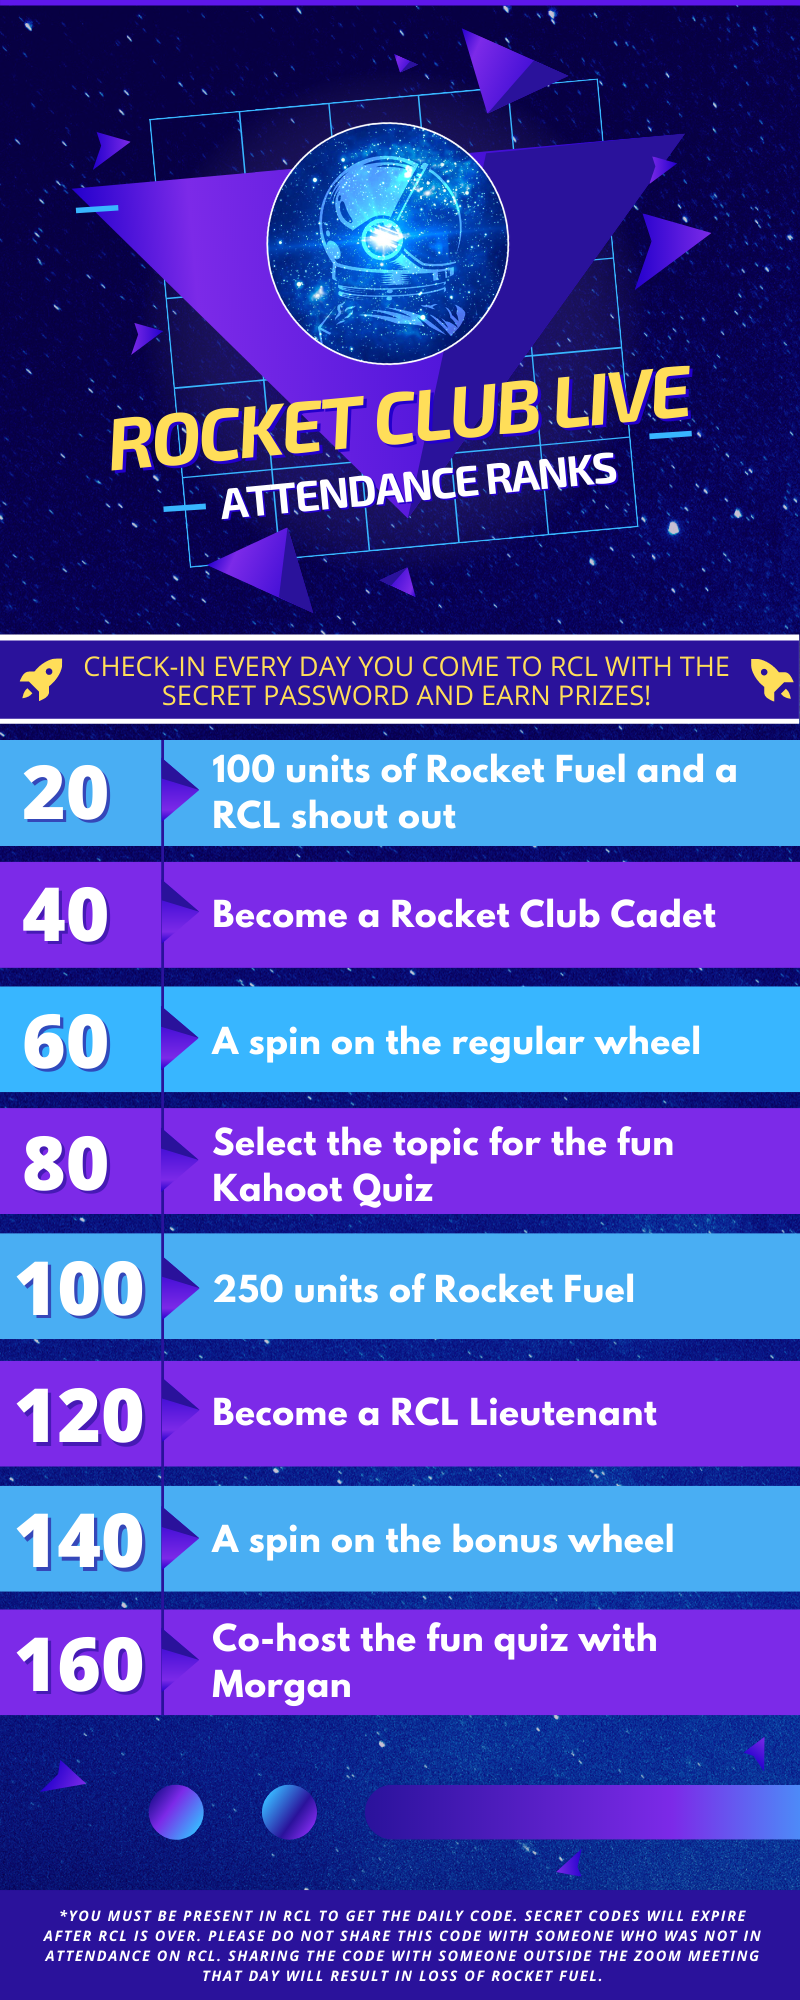 ROCKET CLUB LIVE
ATTENDANCE RANKS
CHECK-IN EVERY DAY YOU COME TO RCL WITH THE
SECRET PASSWORD AND EARN PRIZES!
20
100 units of Rocket Fuel and a
RCL shout out
40
Become a Rocket Club Cadet
60
A spin on the regular wheel
80
Select the topic for the fun
Kahoot Quiz
100
250 units of Rocket Fuel
120
Become a RCL Lieutenant
140
A spin on the bonus wheel
160
Co-host the fun quiz with
Morgan
*YOU MUST BE PRESENT IN RCL TO GET THE DAILY CODE. SECRET CODES WILL EXPIRE
AFTER RCL IS OVER. PLEASE DO NOT SHARE THIS CODE WITH SOMEONE WHO WAS NOT IN
ATTENDANCE ON RCL. SHARING THE CODE WITH SOMEONE OUTSIDE THE ZOOM MEETING
THAT DAY WILL RESULT IN LOSS OF ROCKET FUEL.